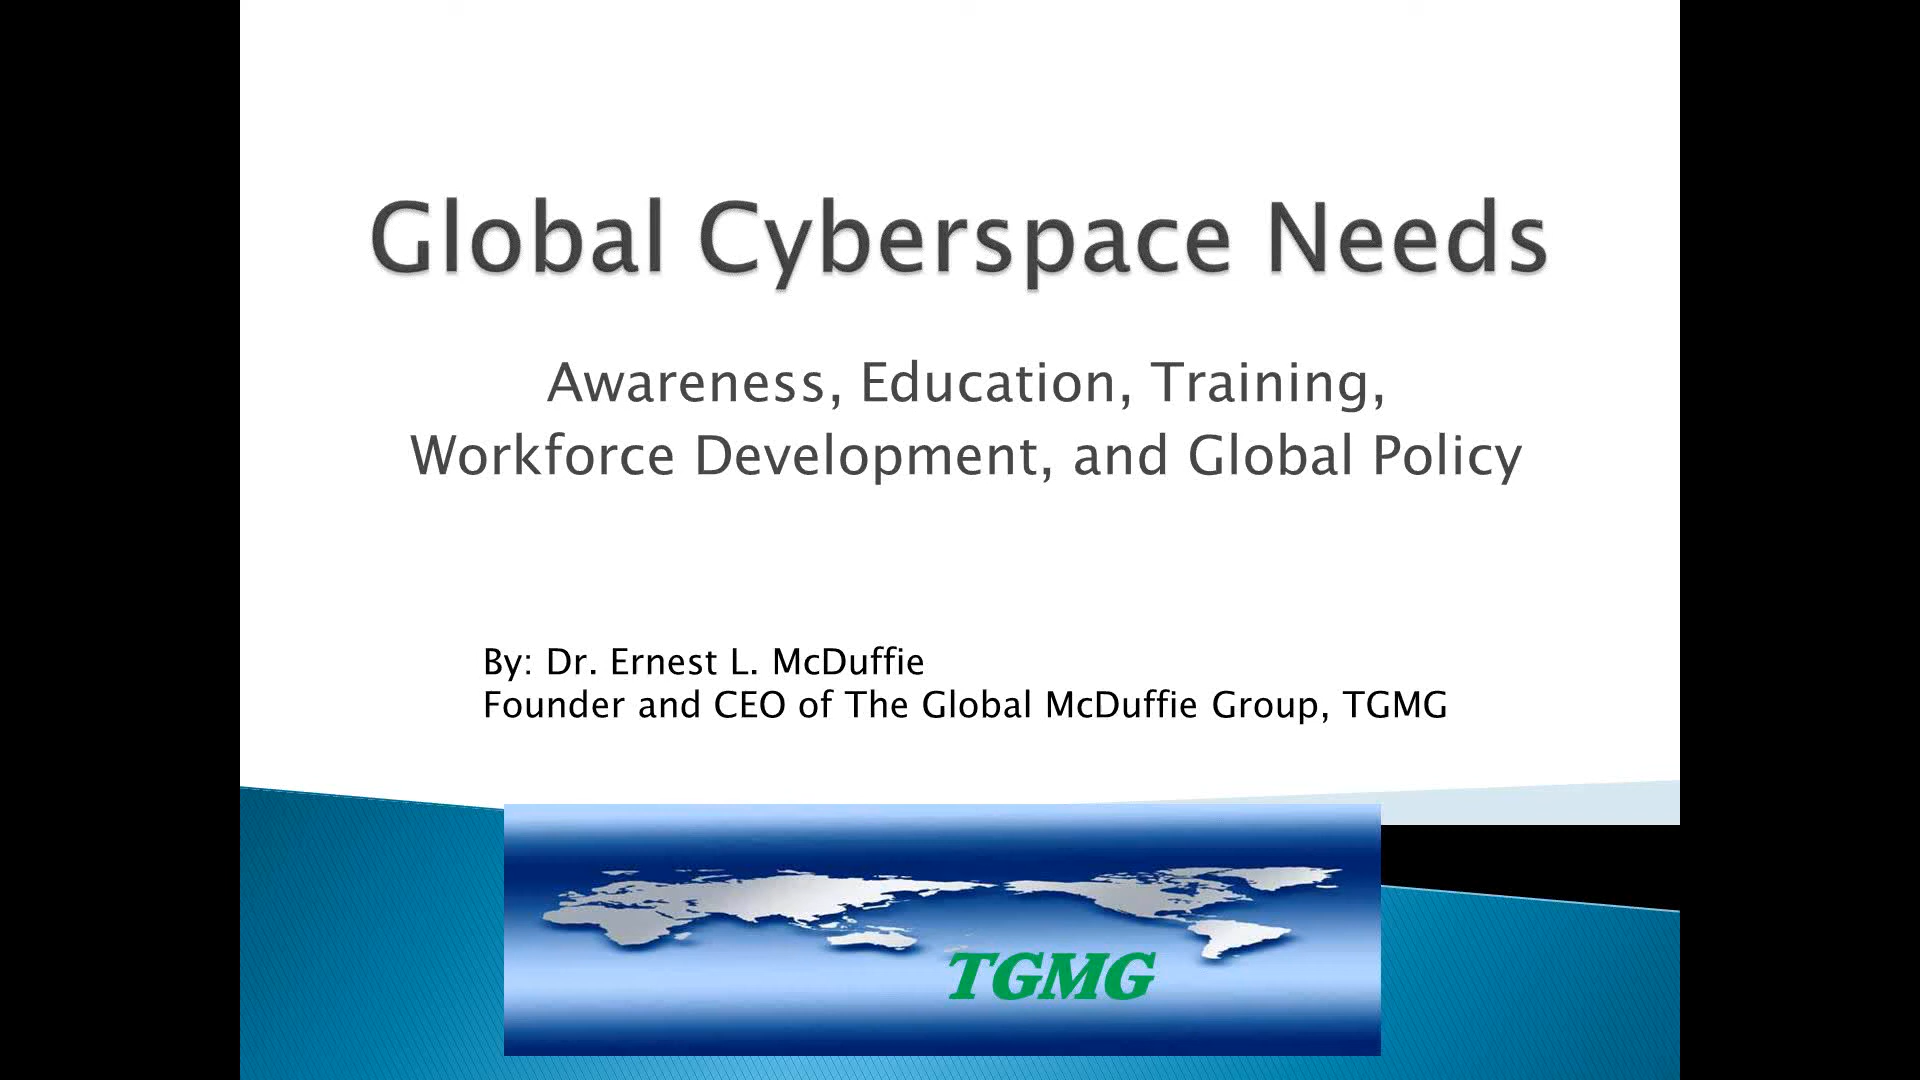 Global Cyberspace Needs
Awareness, Education, Training,
Workforce Development, and Global Policy
By: Dr. Ernest L. McDuffie
Founder and CEO of The Global McDuffie Group, TGMG
TGMG